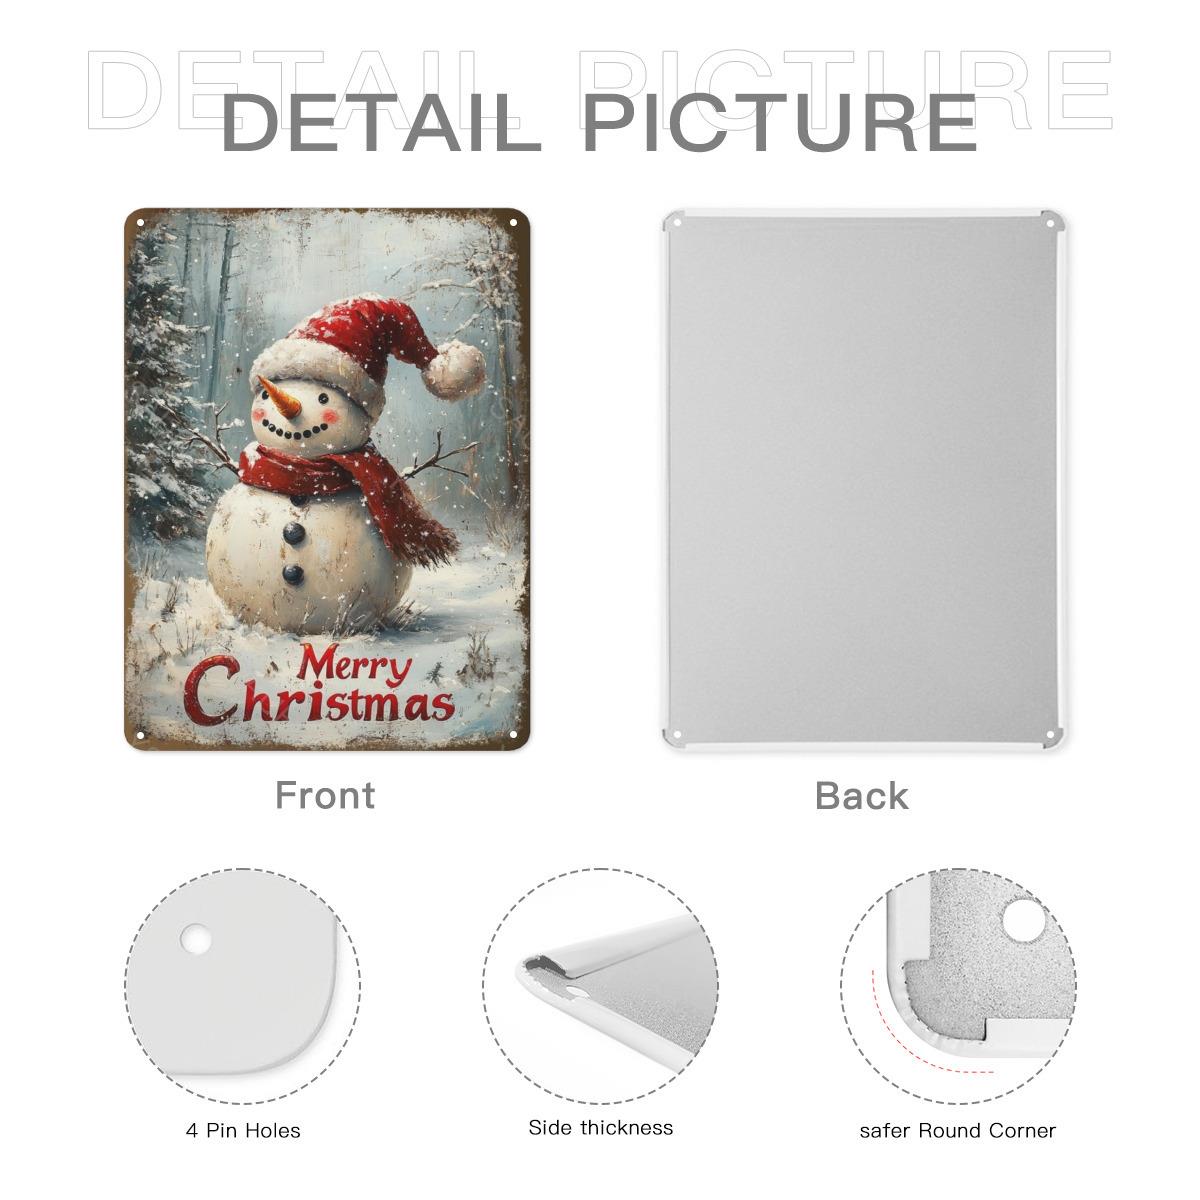 DETAIL PICTURE
DETAIL PICTURE
Merry
Christmas
Front
Back
4 Pin Holes
Side thickness
safer Round Corner